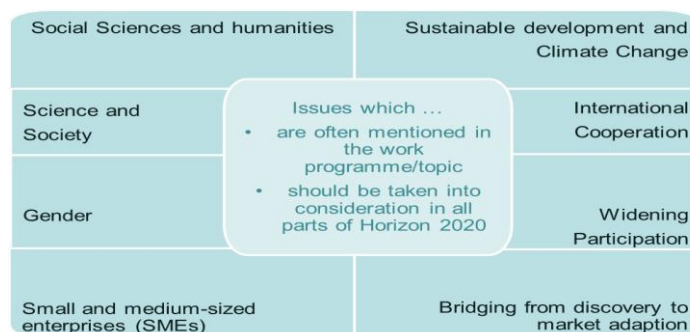 Social Sciences and humanities
Sustainable development and
Climate Change
Science and
Society
Issues which ...
• are often mentioned in
the work
programme/topic
• should be taken into
consideration in all
parts of Horizon 2020
International
Cooperation
Gender
Widening
Participation
Small and medium-sized
enterprises (SMEs)
Bridging from discovery to
market adaption